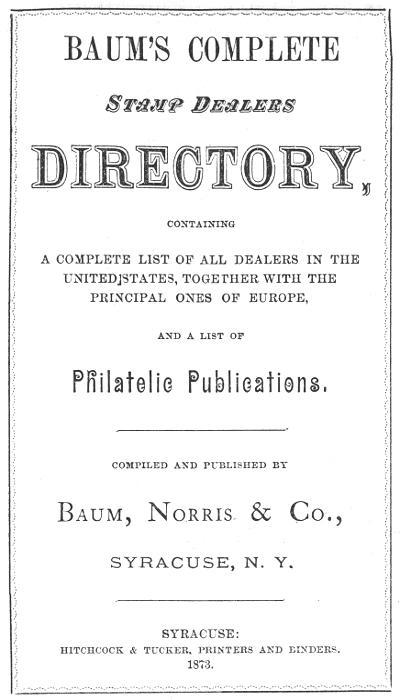 BAUM'S COMPLETE
STAMP DEALERS
DIRECTORY,
CONTAINING
A COMPLETE LIST OF ALL DEALERS IN THE
UNITED]STATES, TOGETHER WITH THE
PRINCIPAL ONES OF EUROPE,
AND A LIST OF
Philatelic Publications.
COMPILED AND PUBLISHED BY
BAUM, NORRIS & CO.,
SYRACUSE, N. Y.
SYRACUSE:
HITCHCOCK & TUCKER, PRINTERS AND BINDERS.
1873.